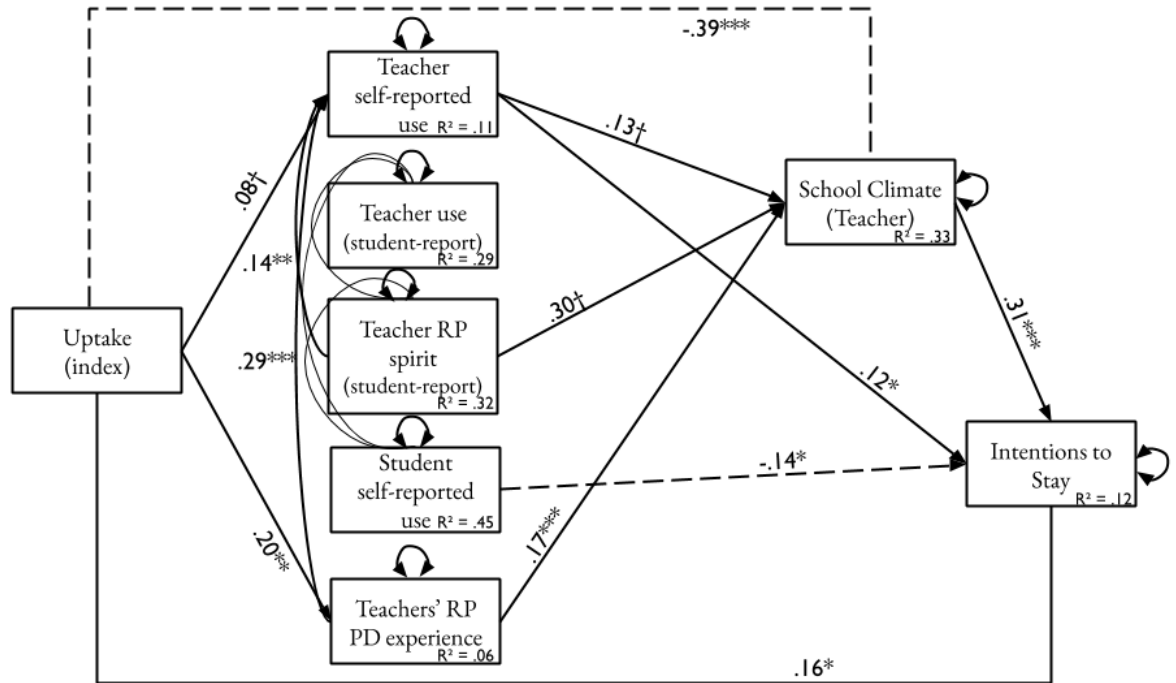 -.39***
Teacher
self-reported
use R² = .11
.13†
.08†
School Climate
(Teacher)
R² = .33
Teacher use
(student-report)
R² = .29
.14**
.30†
Uptake
(index)
Teacher RP
spirit
(student-report)
R² = .32
.29***
.31***
.12*
Student
self-reported
use R² = .45
-.14*
Intentions to
Stay
R² = .12
.20**
.17***
Teachers' RP
PD experience
R² = .06
.16*